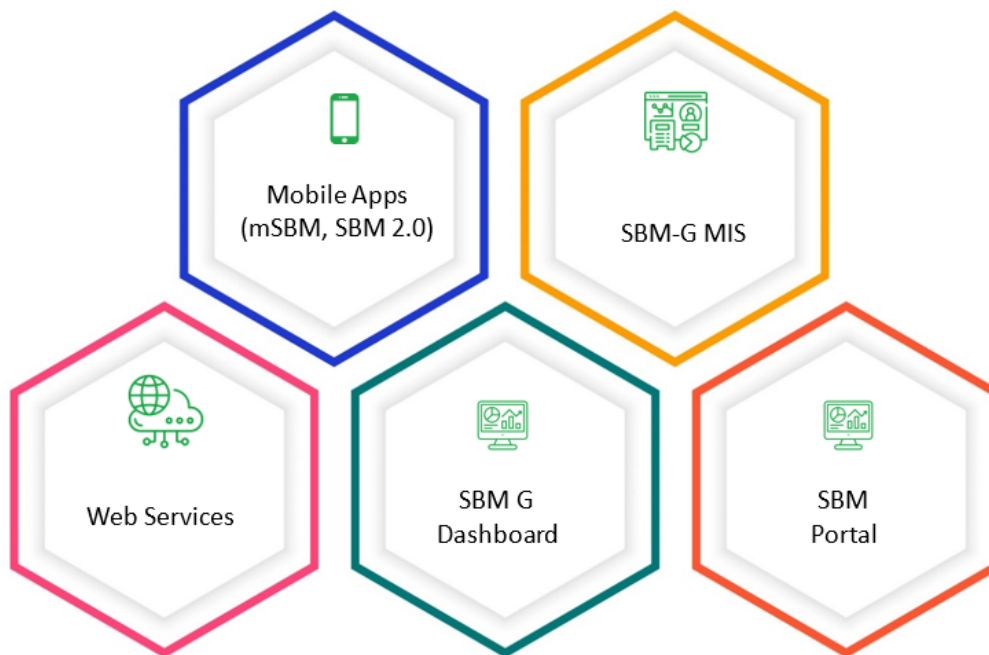 Mobile Apps
(mSBM, SBM 2.0)
SBM-G MIS
Web Services
SBM G
Dashboard
SBM
Portal